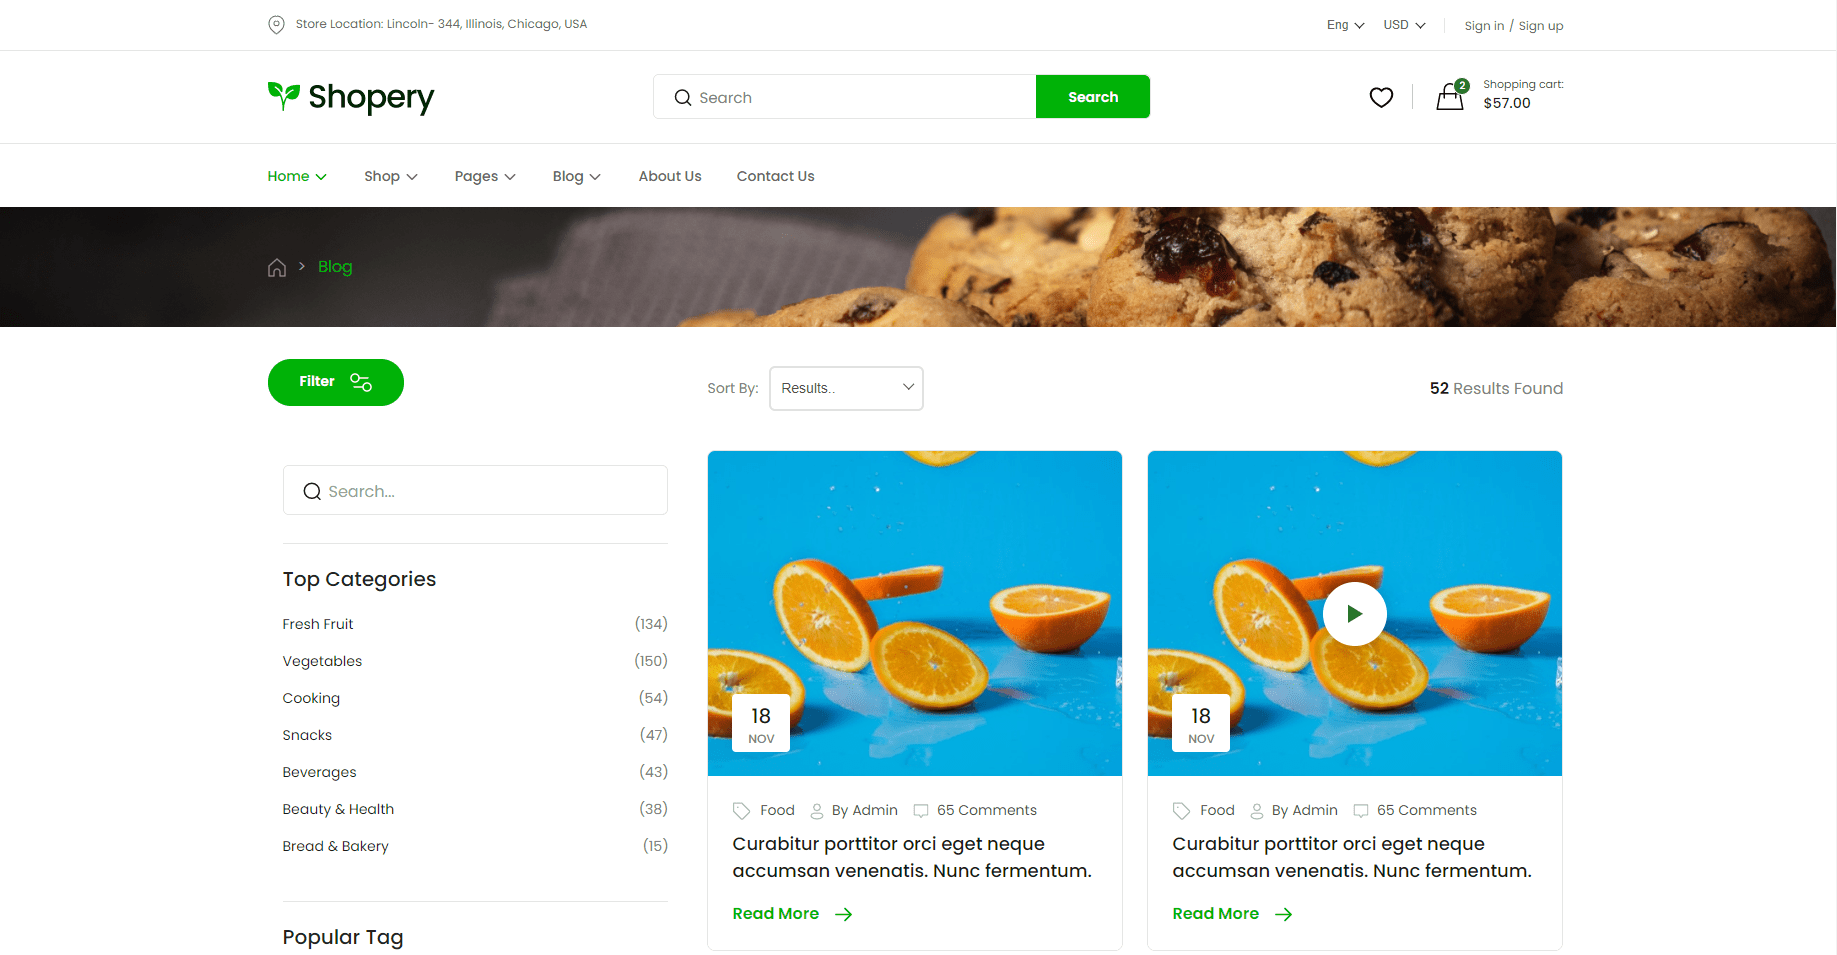 Store Location: Lincoln- 344, Illinois, Chicago, USA
Eng
USD
Sign in / Sign up
Shopery
Search
Search
2
Shopping cart:
$57.00
Home
Shop
Pages
Blog
About Us
Contact Us
> Blog
Filter
Sort By:
Results..
52 Results Found
Search...
Top Categories
Fresh Fruit (134)
Vegetables (150)
Cooking (54)
Snacks (47)
Beverages (43)
Beauty & Health (38)
Bread & Bakery (15)
Popular Tag
18
NOV
Food By Admin 65 Comments
Curabitur porttitor orci eget neque
accumsan venenatis. Nunc fermentum.
Read More
18
NOV
Food By Admin 65 Comments
Curabitur porttitor orci eget neque
accumsan venenatis. Nunc fermentum.
Read More